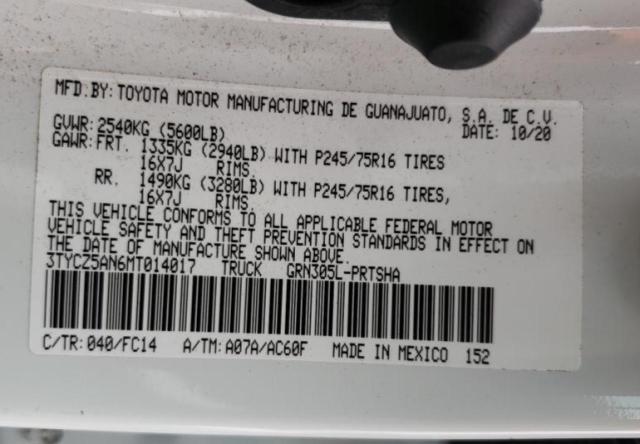 MFD.BY: TOYOTA MOTOR MANUFACTURING DE GUANAJUATO, S.A. DE C.V.
GVWR: 2540KG (5600LB) DATE: 10/20
GAWR: FRT. 1335KG (2940LB) WITH P245/75R16 TIRES
16X7J RIMS.
RR. 1490KG (3280LB) WITH P245/75R16 TIRES,
16X7J RIMS.
THIS VEHICLE CONFORMS TO ALL APPLICABLE FEDERAL MOTOR
VEHICLE SAFETY AND THEFT PREVENTION STANDARDS IN EFFECT ON
THE DATE OF MANUFACTURE SHOWN ABOVE.
3TYCZ5AN6MT014017 TRUCK GRN305L-PRTSHA
C/TR: 040/FC14 A/TM: A07A/AC60F MADE IN MEXICO 152